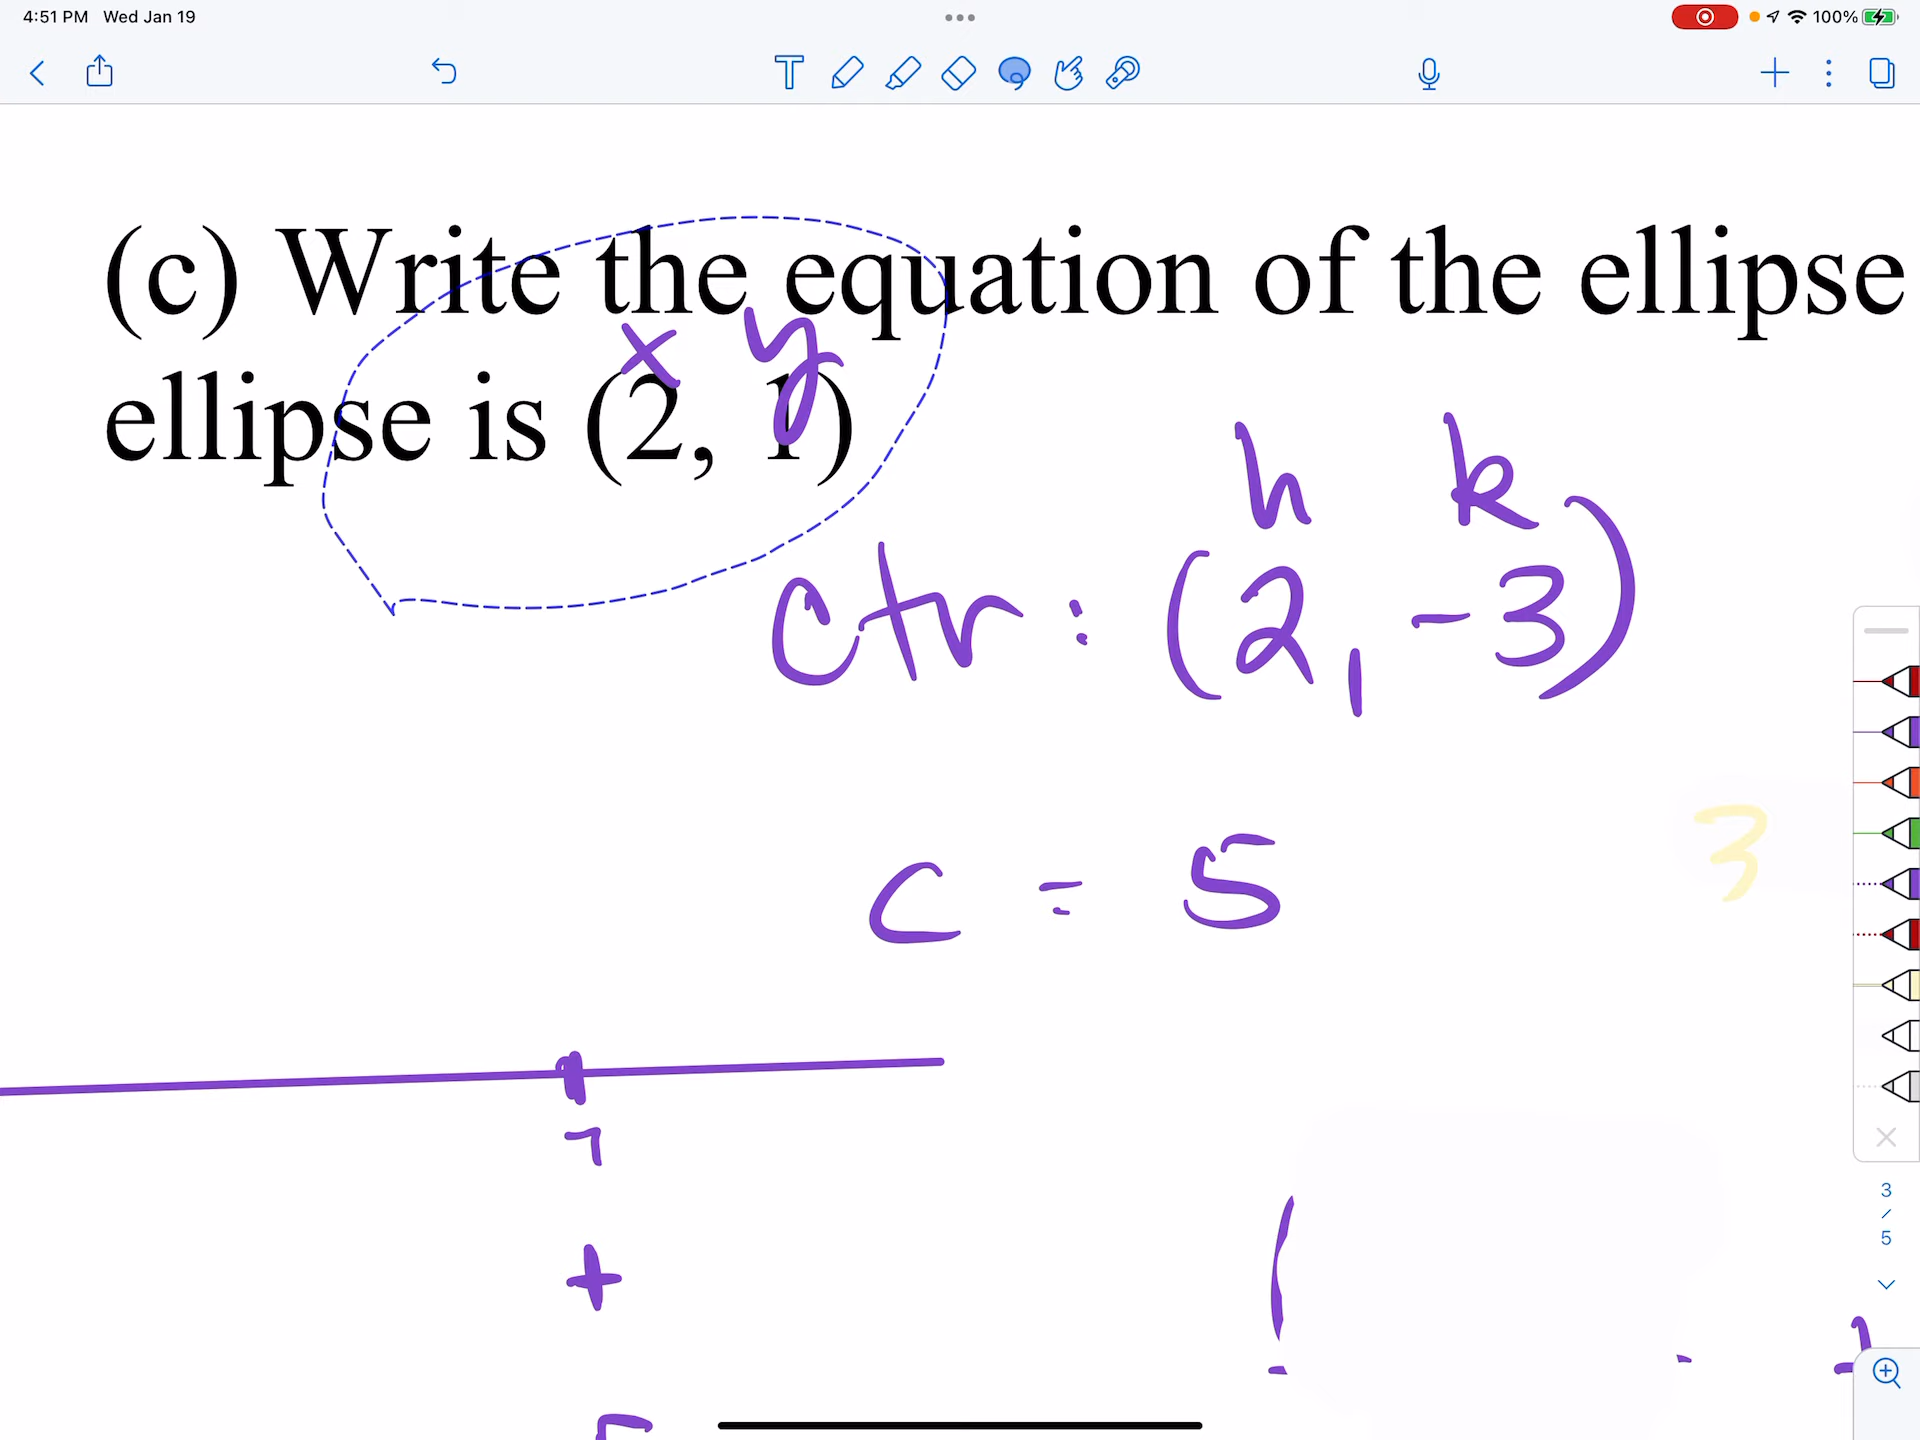 4:51 PM Wed Jan 19
100%
(c) Write the equation of the ellipse
x y
ellipse is (2, 1)
h k
Ctr: (2, -3)
3
c = 5
+
3
/
5